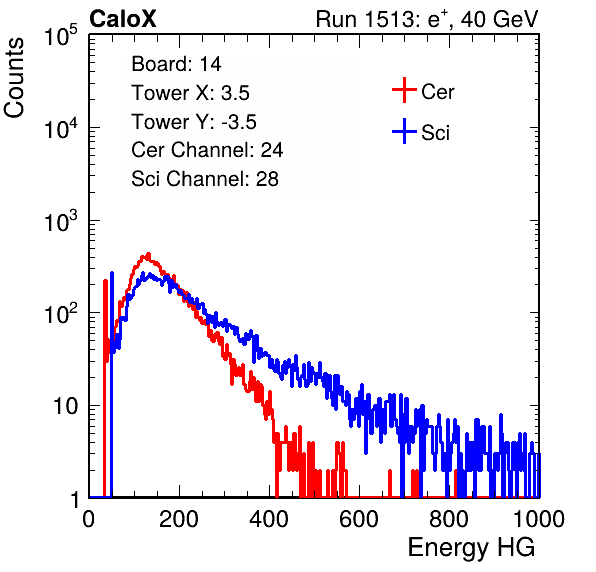 CaloX Run 1513: e⁺, 40 GeV
Counts
Board: 14
Tower X: 3.5
Tower Y: -3.5
Cer Channel: 24
Sci Channel: 28
Cer
Sci
10⁵
10⁴
10³
10²
10
1
0 200 400 600 800 1000
Energy HG